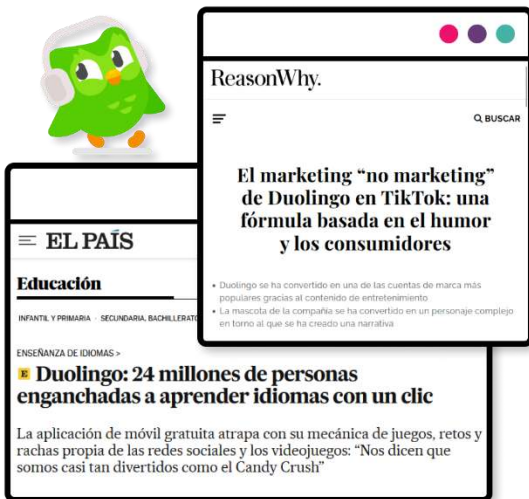 ReasonWhy.
BUSCAR
El marketing “no marketing”
de Duolingo en TikTok: una
fórmula basada en el humor
y los consumidores
Duolingo se ha convertido en una de las cuentas de marca más
populares gracias al contenido de entretenimiento
La mascota de la compañía se ha convertido en un personaje complejo
en torno al que se ha creado una narrativa
EL PAÍS
Educación
INFANTIL Y PRIMARIA · SECUNDARIA, BACHILLERATO
ENSEÑANZA DE IDIOMAS >
E Duolingo: 24 millones de personas
enganchadas a aprender idiomas con un clic
La aplicación de móvil gratuita atrapa con su mecánica de juegos, retos y
rachas propia de las redes sociales y los videojuegos: “Nos dicen que
somos casi tan divertidos como el Candy Crush”